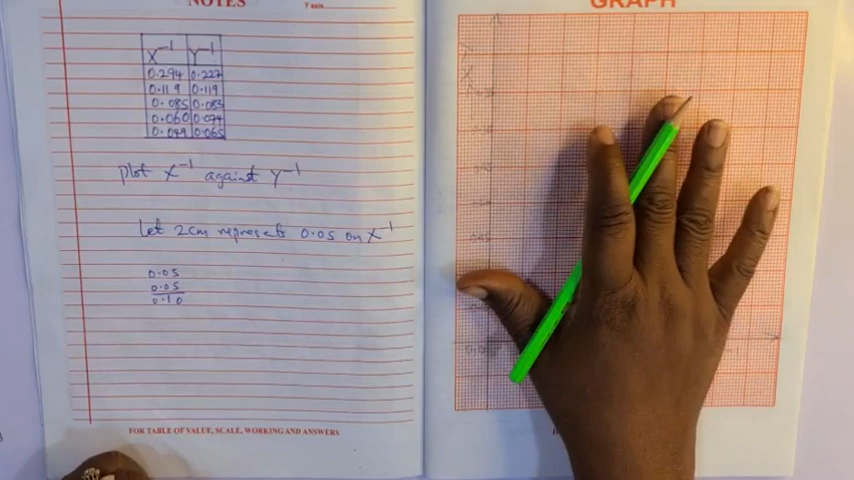 NOTES
Y axis
X⁻¹ Y⁻¹
0.294 0.227
0.119 0.119
0.085 0.083
0.060 0.074
0.049 0.065
plot X⁻¹ against Y⁻¹
Let 2cm represents 0.05 on X⁻¹
0.05
0.05
0.10
FOR TABLE OF VALUE, SCALE, WORKING AND ANSWERS
GRAPH